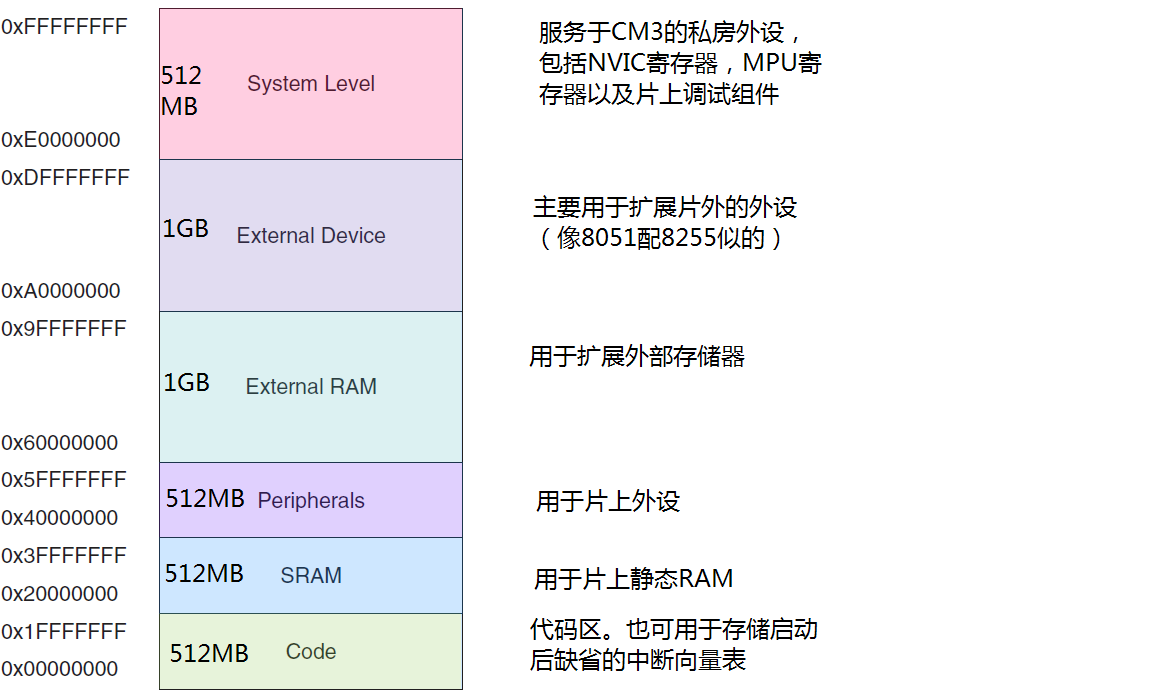 0xFFFFFFFF
512
MB
System Level
服务于CM3的私房外设，
包括NVIC寄存器，MPU寄
存器以及片上调试组件
0xE0000000
0xDFFFFFFF
1GB
External Device
主要用于扩展片外的外设
（像8051配8255似的）
0xA0000000
0x9FFFFFFF
1GB
External RAM
用于扩展外部存储器
0x60000000
0x5FFFFFFF
512MB
Peripherals
用于片上外设
0x40000000
0x3FFFFFFF
512MB
SRAM
用于片上静态RAM
0x20000000
0x1FFFFFFF
512MB
Code
代码区。也可用于存储启动
后缺省的中断向量表
0x00000000